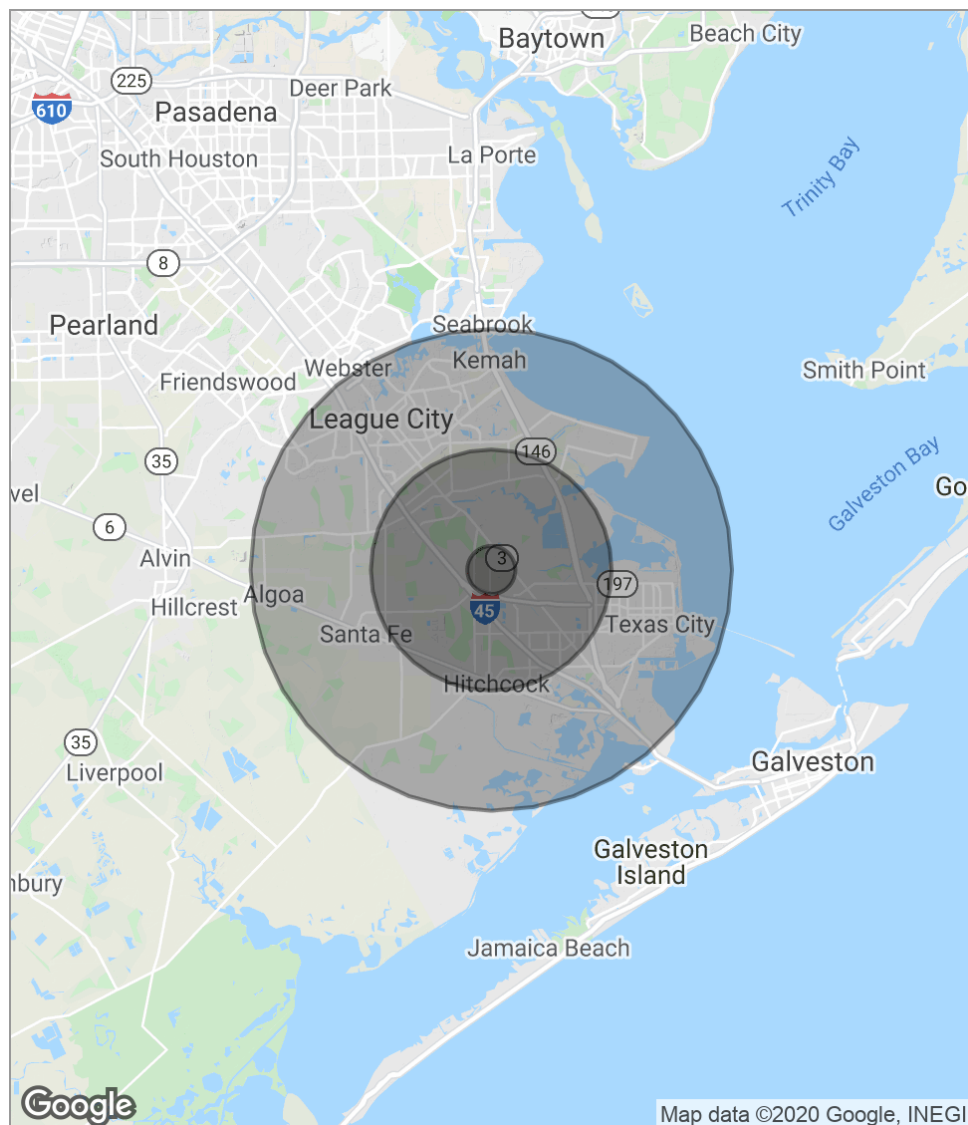 Baytown
Beach City
225
Deer Park
610
Pasadena
South Houston
La Porte
Trinity Bay
8
Pearland
Seabrook
Kemah
Webster
Friendswood
Smith Point
League City
146
35
Galveston Bay
vel
Go
6
Alvin
3
197
Algoa
Hillcrest
45
Santa Fe
Texas City
Hitchcock
35
Liverpool
Galveston
Galveston
Island
nbury
Jamaica Beach
Google
Map data ©2020 Google, INEGI